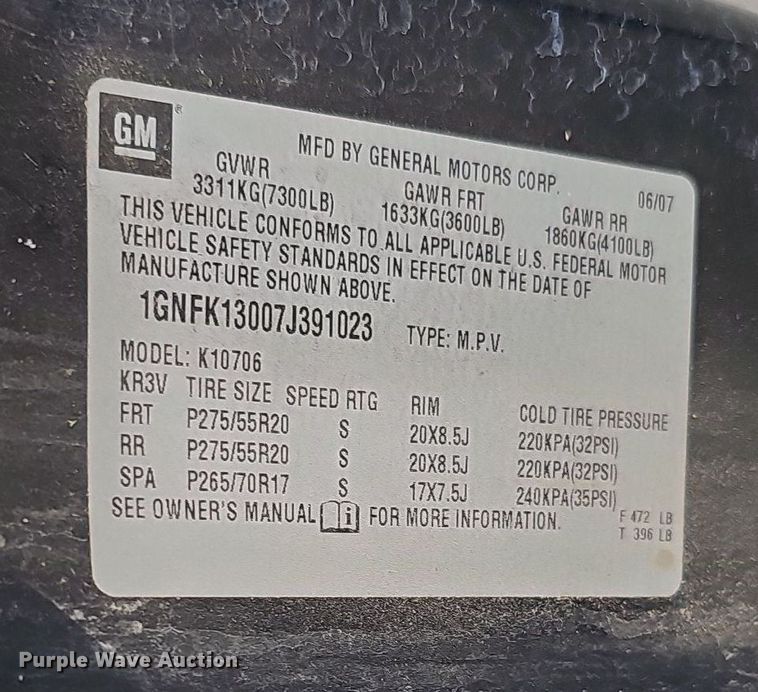 GM ®
MFD BY GENERAL MOTORS CORP. 06/07
GVWR GAWR FRT GAWR RR
3311KG(7300LB) 1633KG(3600LB) 1860KG(4100LB)
THIS VEHICLE CONFORMS TO ALL APPLICABLE U.S. FEDERAL MOTOR
VEHICLE SAFETY STANDARDS IN EFFECT ON THE DATE OF
MANUFACTURE SHOWN ABOVE.
1GNFK13007J391023 TYPE: M.P.V.
MODEL: K10706
KR3V TIRE SIZE SPEED RTG RIM COLD TIRE PRESSURE
FRT P275/55R20 S 20X8.5J 220KPA(32PSI)
RR P275/55R20 S 20X8.5J 220KPA(32PSI)
SPA P265/70R17 S 17X7.5J 240KPA(35PSI)
SEE OWNER'S MANUAL i FOR MORE INFORMATION. F 472 LB
T 396 LB
Purple Wave Auction